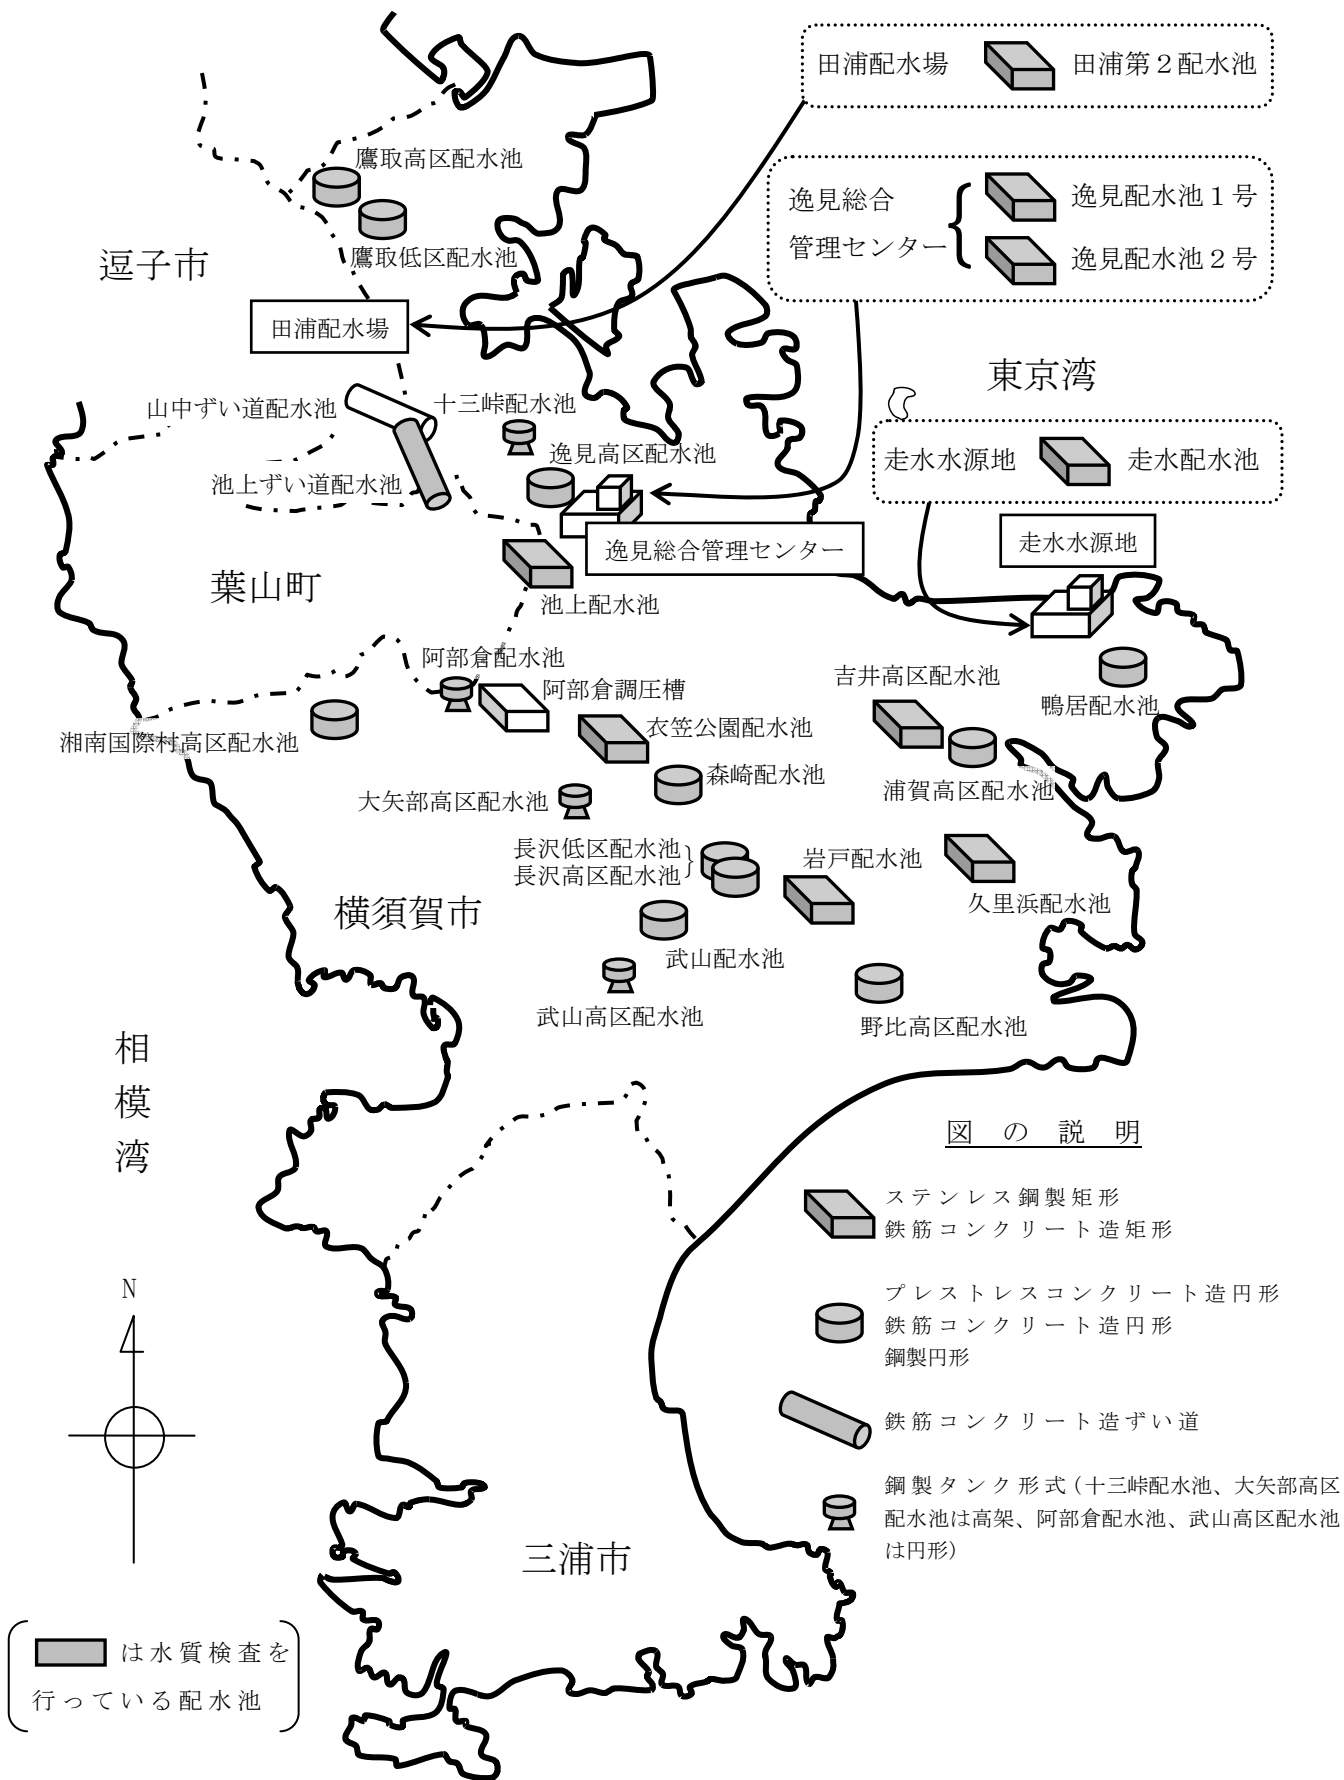 田浦配水場
田浦第２配水池
逸見総合
管理センター
逸見配水池１号
逸見配水池２号
鷹取高区配水池
鷹取低区配水池
逗子市
田浦配水場
東京湾
山中ずい道配水池
十三峠配水池
逸見高区配水池
走水水源地
走水配水池
池上ずい道配水池
逸見総合管理センター
走水水源地
葉山町
池上配水池
阿部倉配水池
阿部倉調圧槽
吉井高区配水池
鴨居配水池
湘南国際村高区配水池
衣笠公園配水池
森崎配水池
浦賀高区配水池
大矢部高区配水池
長沢低区配水池
長沢高区配水池
岩戸配水池
久里浜配水池
横須賀市
武山配水池
武山高区配水池
野比高区配水池
相
模
湾
図の説明
ステンレス鋼製矩形
鉄筋コンクリート造矩形
プレストレスコンクリート造円形
鉄筋コンクリート造円形
鋼製円形
鉄筋コンクリート造ずい道
鋼製タンク形式（十三峠配水池、大矢部高区
配水池は高架、阿部倉配水池、武山高区配水池
は円形）
N
三浦市
は水質検査を
行っている配水池